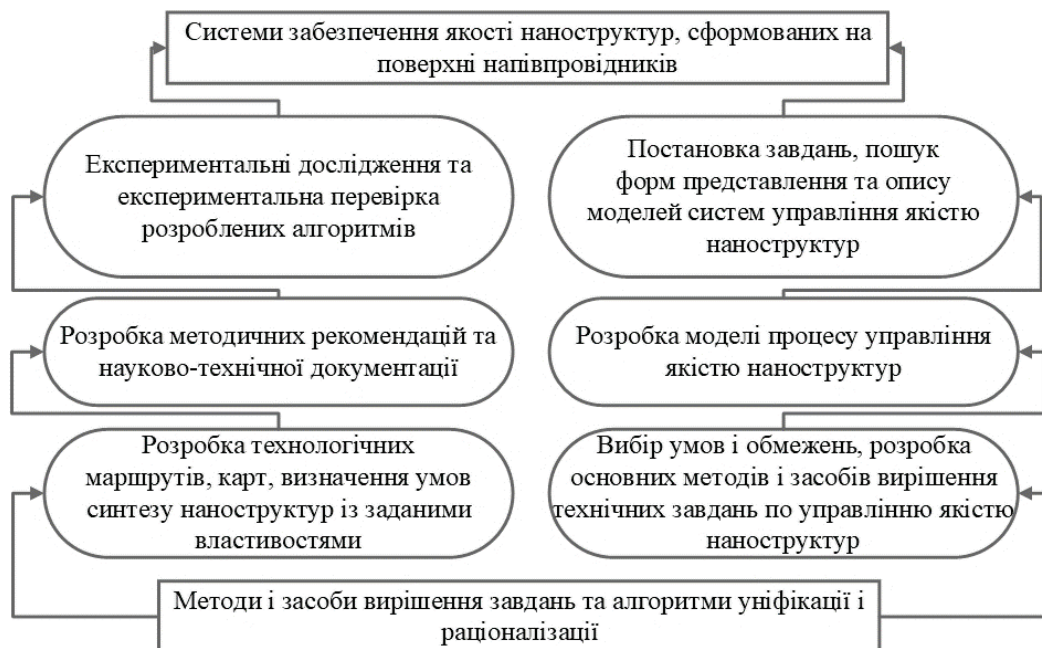 Системи забезпечення якості наноструктур, сформованих на
поверхні напівпровідників
Експериментальні дослідження та
експериментальна перевірка
розроблених алгоритмів
Постановка завдань, пошук
форм представлення та опису
моделей систем управління якістю
наноструктур
Розробка методичних рекомендацій та
науково-технічної документації
Розробка моделі процесу управління
якістю наноструктур
Розробка технологічних
маршрутів, карт, визначення умов
синтезу наноструктур із заданими
властивостями
Вибір умов і обмежень, розробка
основних методів і засобів вирішення
технічних завдань по управлінню якістю
наноструктур
Методи і засоби вирішення завдань та алгоритми уніфікації і
раціоналізації